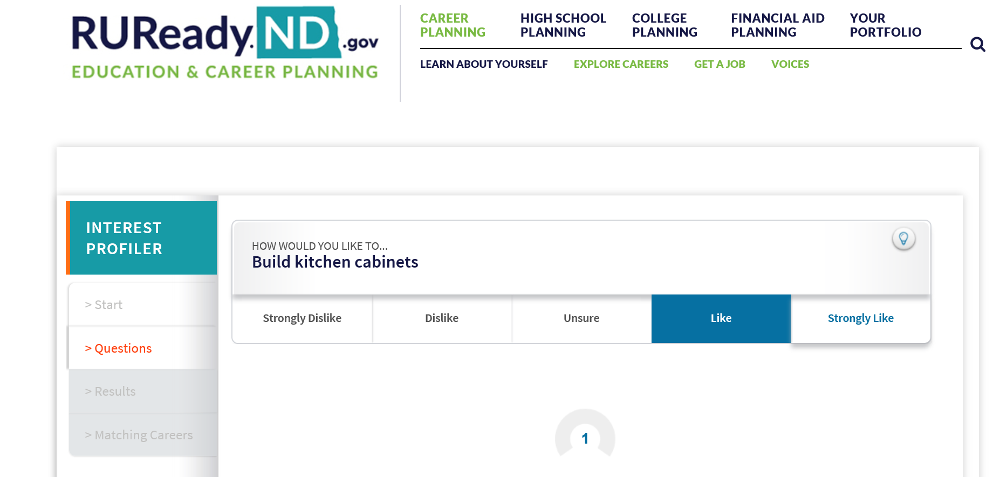 RUReady.ND.gov
EDUCATION & CAREER PLANNING
CAREER PLANNING
HIGH SCHOOL PLANNING
COLLEGE PLANNING
FINANCIAL AID PLANNING
YOUR PORTFOLIO
LEARN ABOUT YOURSELF
EXPLORE CAREERS
GET A JOB
VOICES
INTEREST
PROFILER
> Start
> Questions
> Results
> Matching Careers
HOW WOULD YOU LIKE TO...
Build kitchen cabinets
Strongly Dislike
Dislike
Unsure
Like
Strongly Like
1